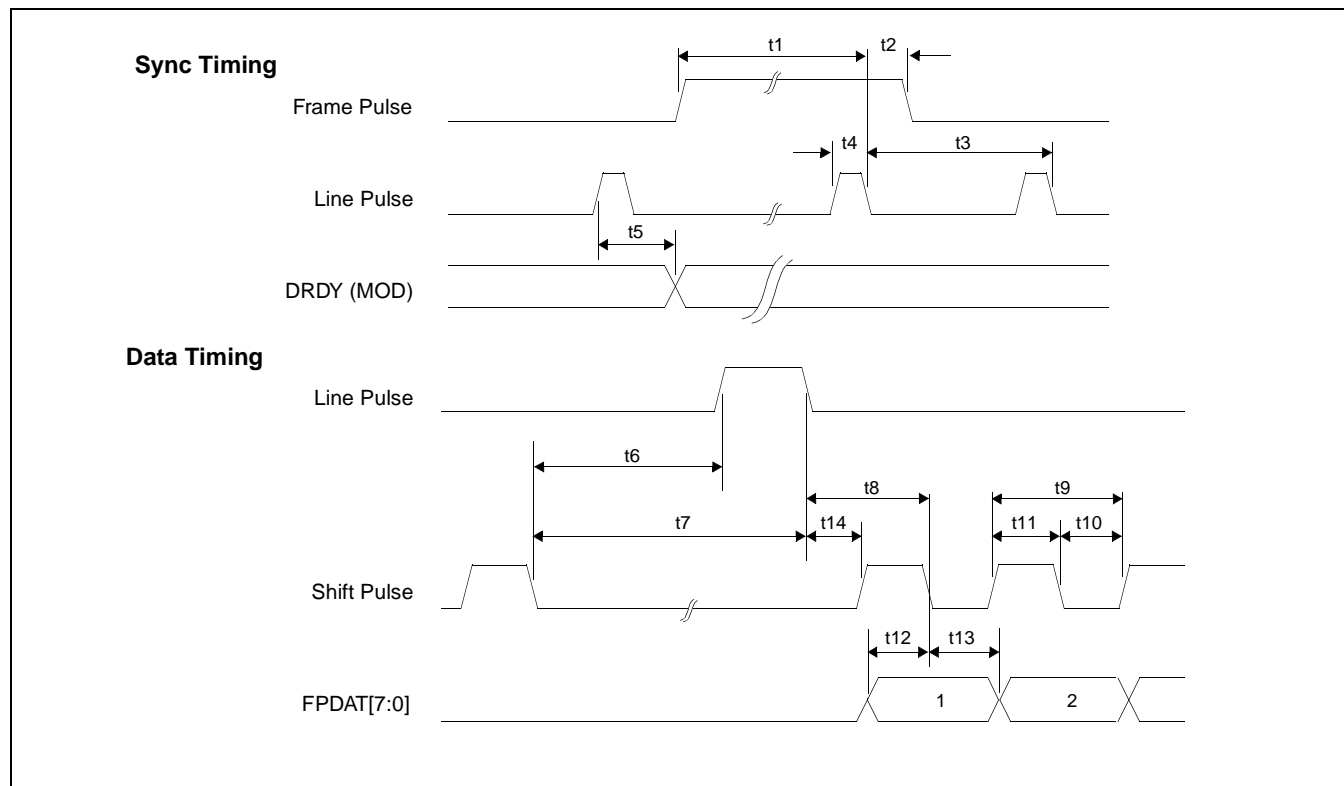 t1 t2
Sync Timing
Frame Pulse
t4 t3
Line Pulse
t5
DRDY (MOD)
Data Timing
Line Pulse
t6
t8 t9
t7 t14 t11 t10
Shift Pulse
t12 t13
FPDAT[7:0] 1 2